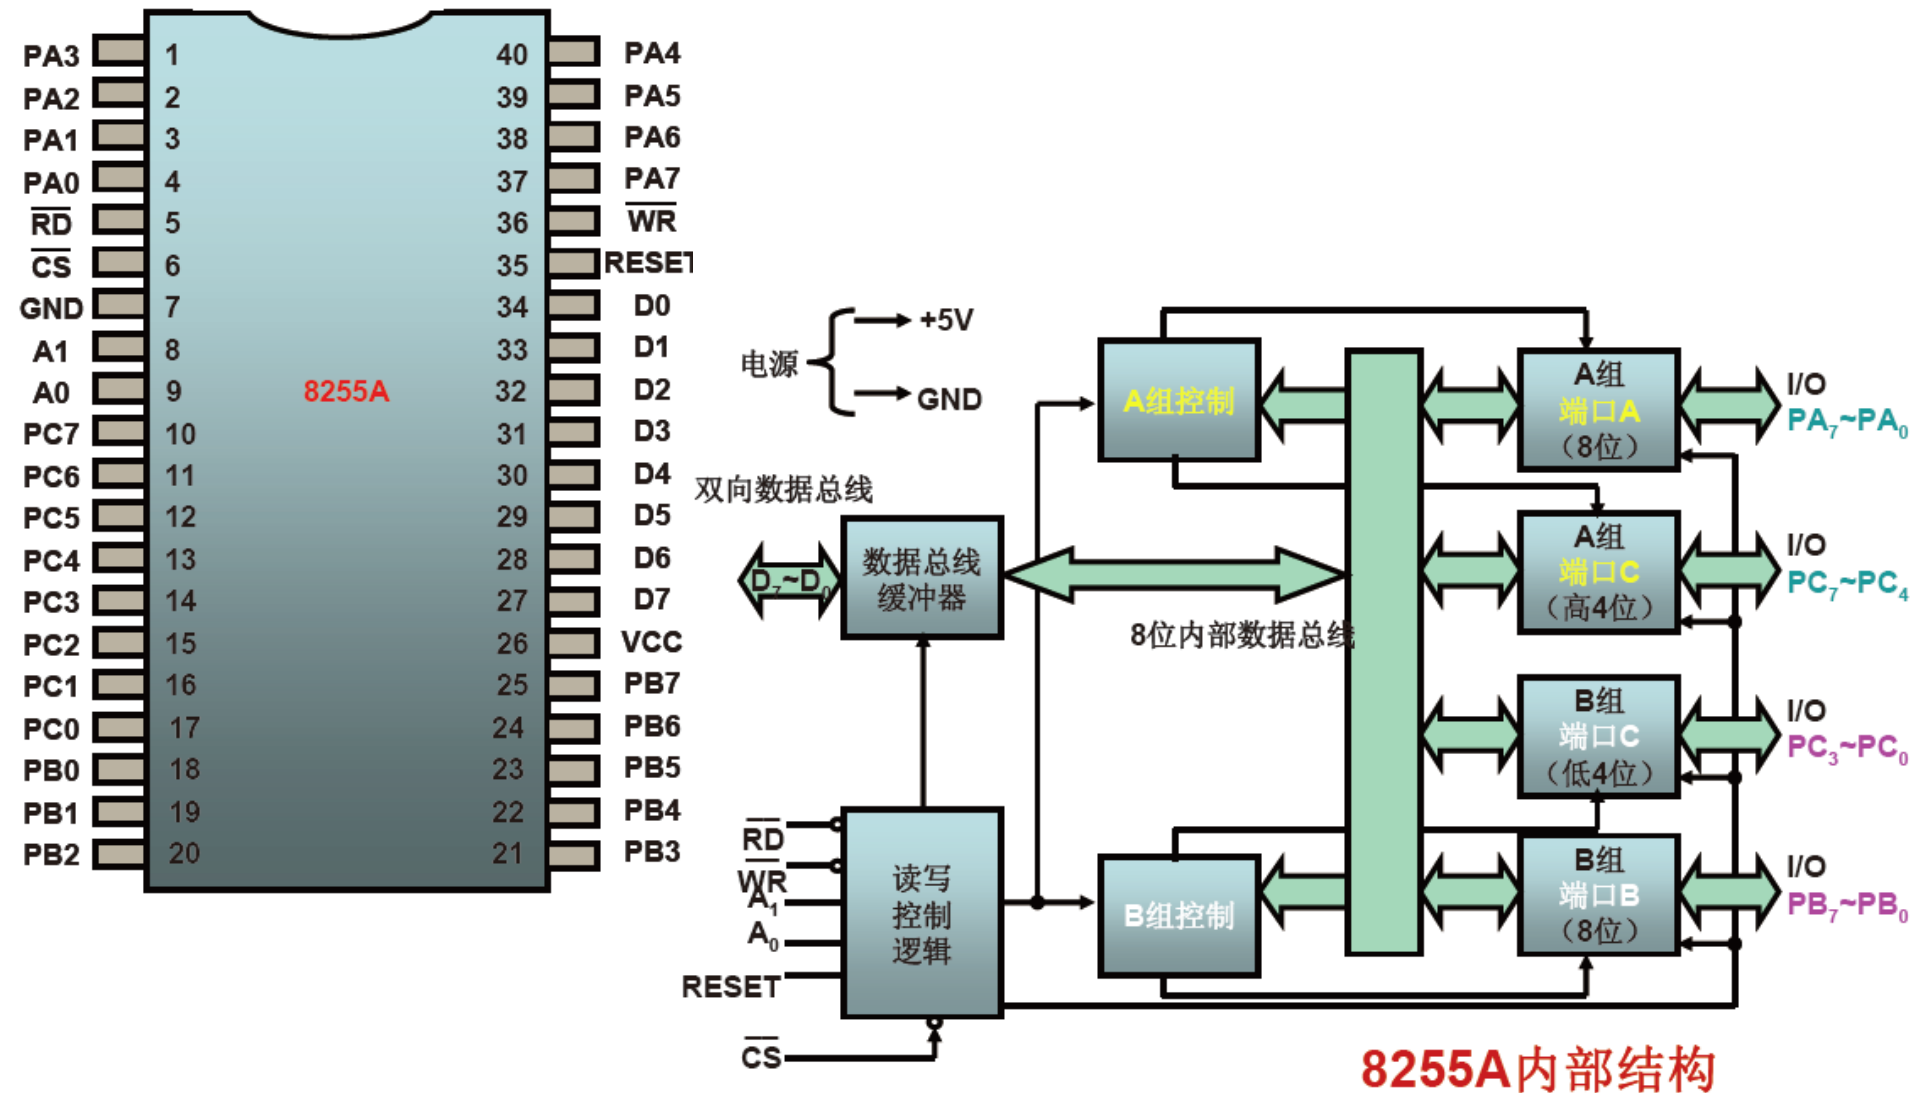 PA3 1 40 PA4
PA2 2 39 PA5
PA1 3 38 PA6
PA0 4 37 PA7
RD 5 36 WR
CS 6 35 RESET
GND 7 34 D0
A1 8 33 D1
A0 9 8255A 32 D2
PC7 10 31 D3
PC6 11 30 D4
PC5 12 29 D5
PC4 13 28 D6
PC3 14 27 D7
PC2 15 26 VCC
PC1 16 25 PB7
PC0 17 24 PB6
PB0 18 23 PB5
PB1 19 22 PB4
PB2 20 21 PB3
电源
+5V
GND
双向数据总线
D7~D0
数据总线
缓冲器
8位内部数据总线
RD
WR
A1
A0
RESET
CS
读写
控制
逻辑
A组控制
B组控制
A组
端口A
（8位）
I/O
PA7~PA0
A组
端口C
（高4位）
I/O
PC7~PC4
B组
端口C
（低4位）
I/O
PC3~PC0
B组
端口B
（8位）
I/O
PB7~PB0
8255A内部结构